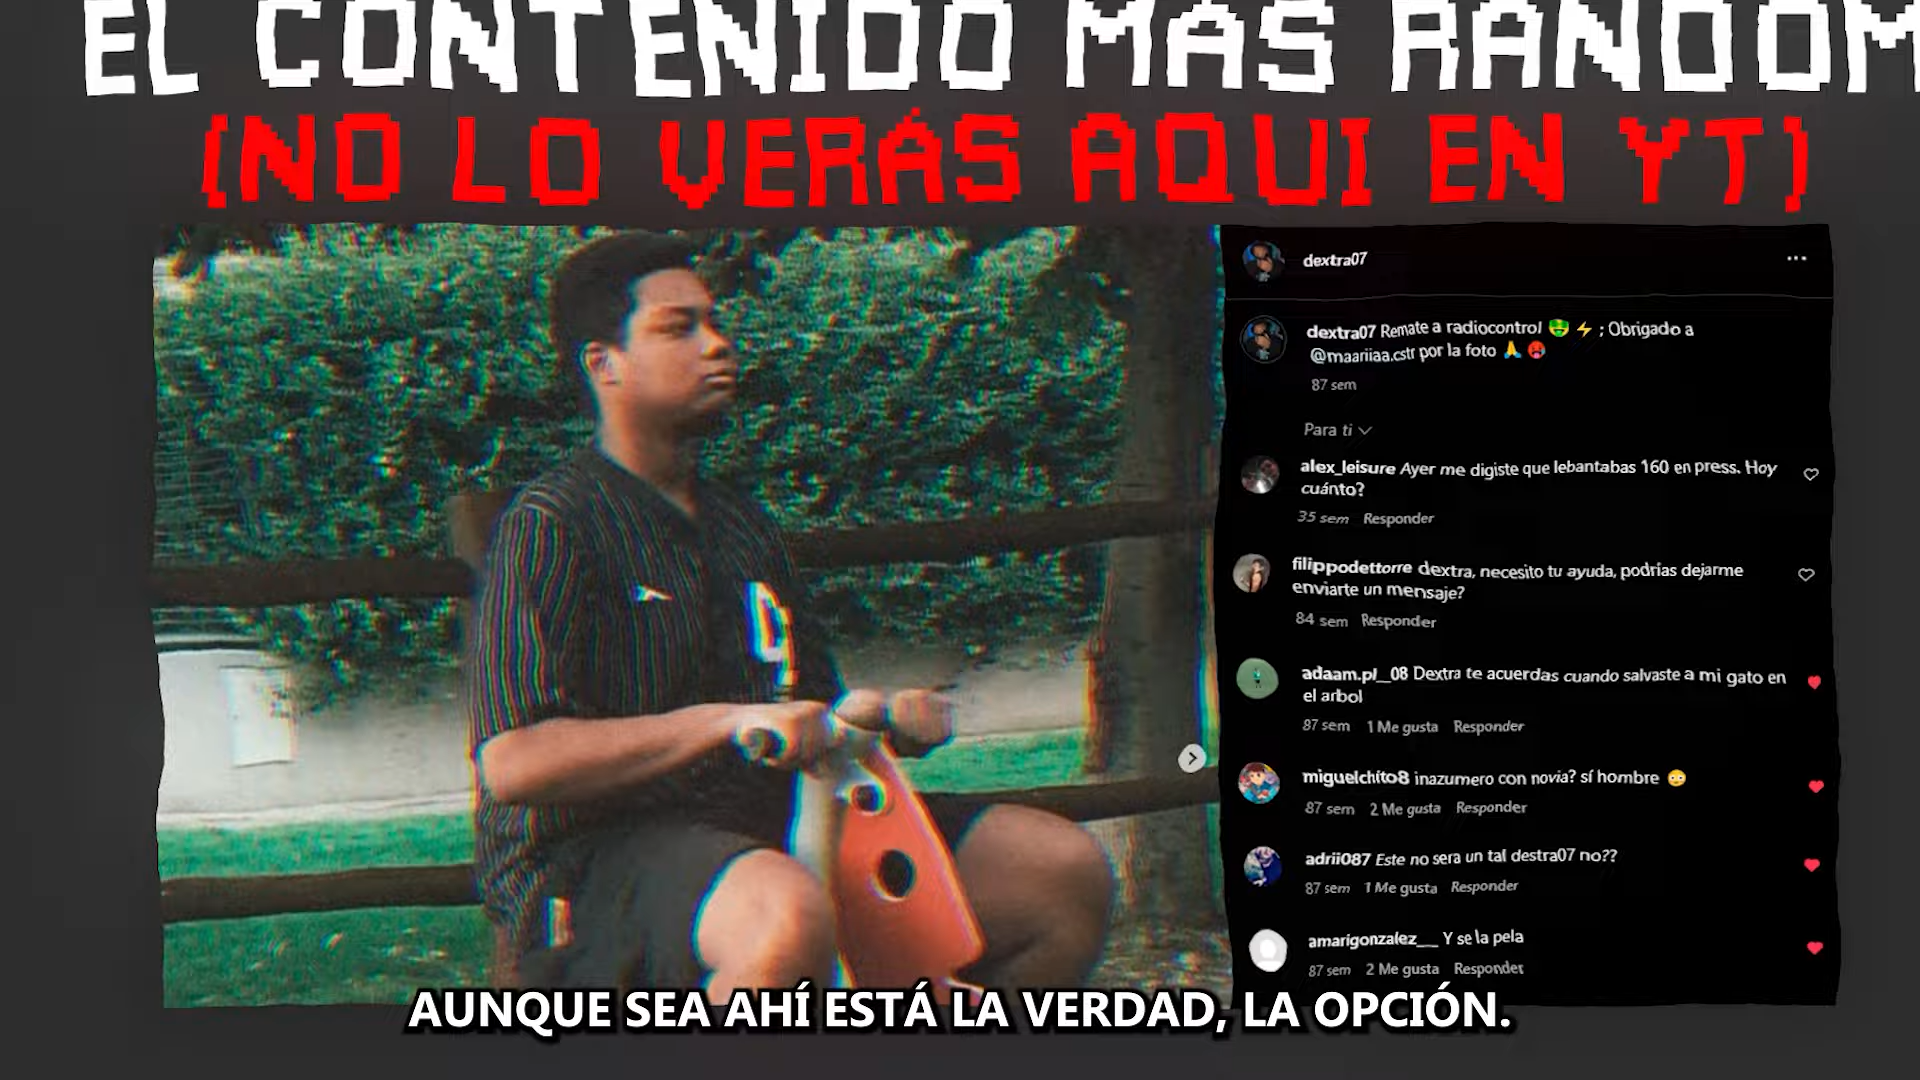 EL CONTENIDO MÁS RANDOM
(NO LO VERÁS AQUI EN YT)
dextra07
dextra07 Remate a radiocontrol 🤑 ⚡ ; Obrigado a
@maariiaa.cstr por la foto 🙏 🥵
87 sem
Para ti
alex_leisure Ayer me digiste que lebantabas 160 en press. Hoy
cuánto?
35 sem Responder
filippodettorre dextra, necesito tu ayuda, podrías dejarme
enviarte un mensaje?
84 sem Responder
adaam.pl__08 Dextra te acuerdas cuando salvaste a mi gato en
el arbol
87 sem 1 Me gusta Responder
miguelchito8 inazumero con novia? sí hombre 😳
87 sem 2 Me gusta Responder
adrii087 Este no sera un tal destra07 no??
87 sem 1 Me gusta Responder
amarigonzalez__ Y se la pela
87 sem 2 Me gusta Responder
AUNQUE SEA AHÍ ESTÁ LA VERDAD, LA OPCIÓN.